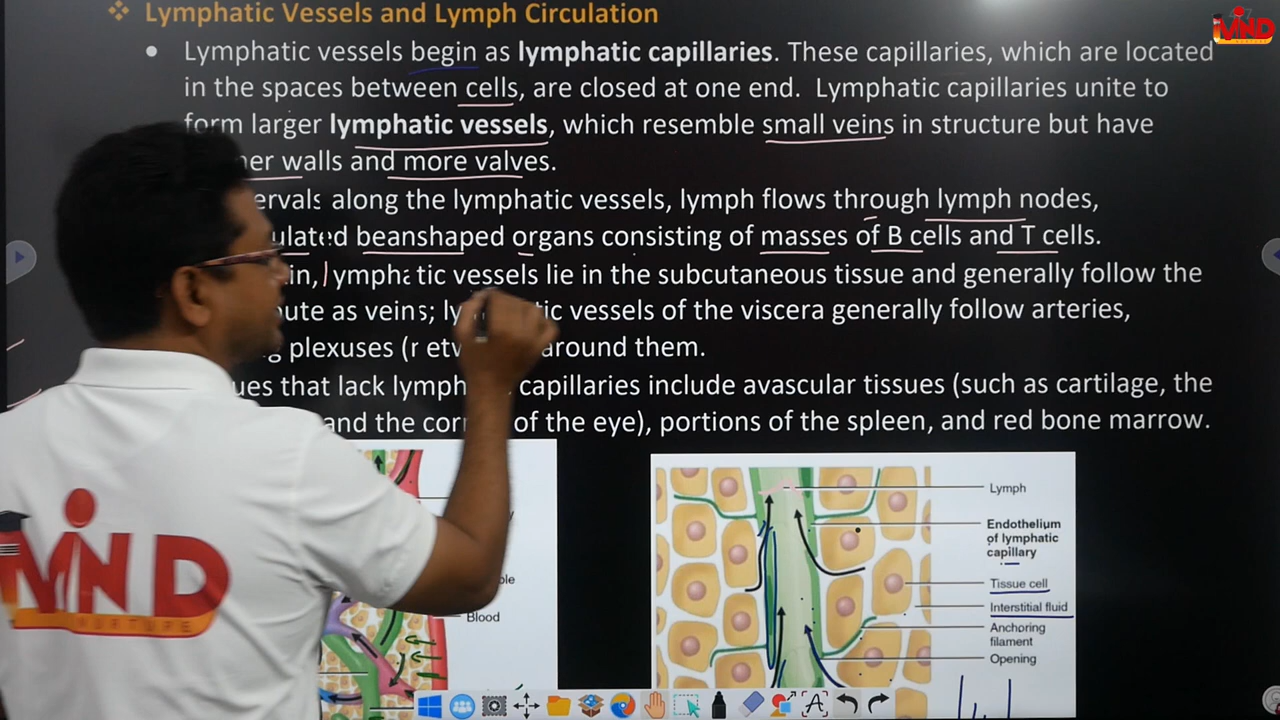 ❖ Lymphatic Vessels and Lymph Circulation
• Lymphatic vessels begin as lymphatic capillaries. These capillaries, which are located
in the spaces between cells, are closed at one end. Lymphatic capillaries unite to
form larger lymphatic vessels, which resemble small veins in structure but have
walls and more valves.
along the lymphatic vessels, lymph flows through lymph nodes,
beanshaped organs consisting of masses of B cells and T cells.
lymphatic vessels lie in the subcutaneous tissue and generally follow the
as veins; vessels of the viscera generally follow arteries,
plexuses around them.
that lack capillaries include avascular tissues (such as cartilage, the
and the of the eye), portions of the spleen, and red bone marrow.
Blood
Lymph
Endothelium
of lymphatic
capillary
Tissue cell
Interstitial fluid
Anchoring
filament
Opening
MND
NURTURE